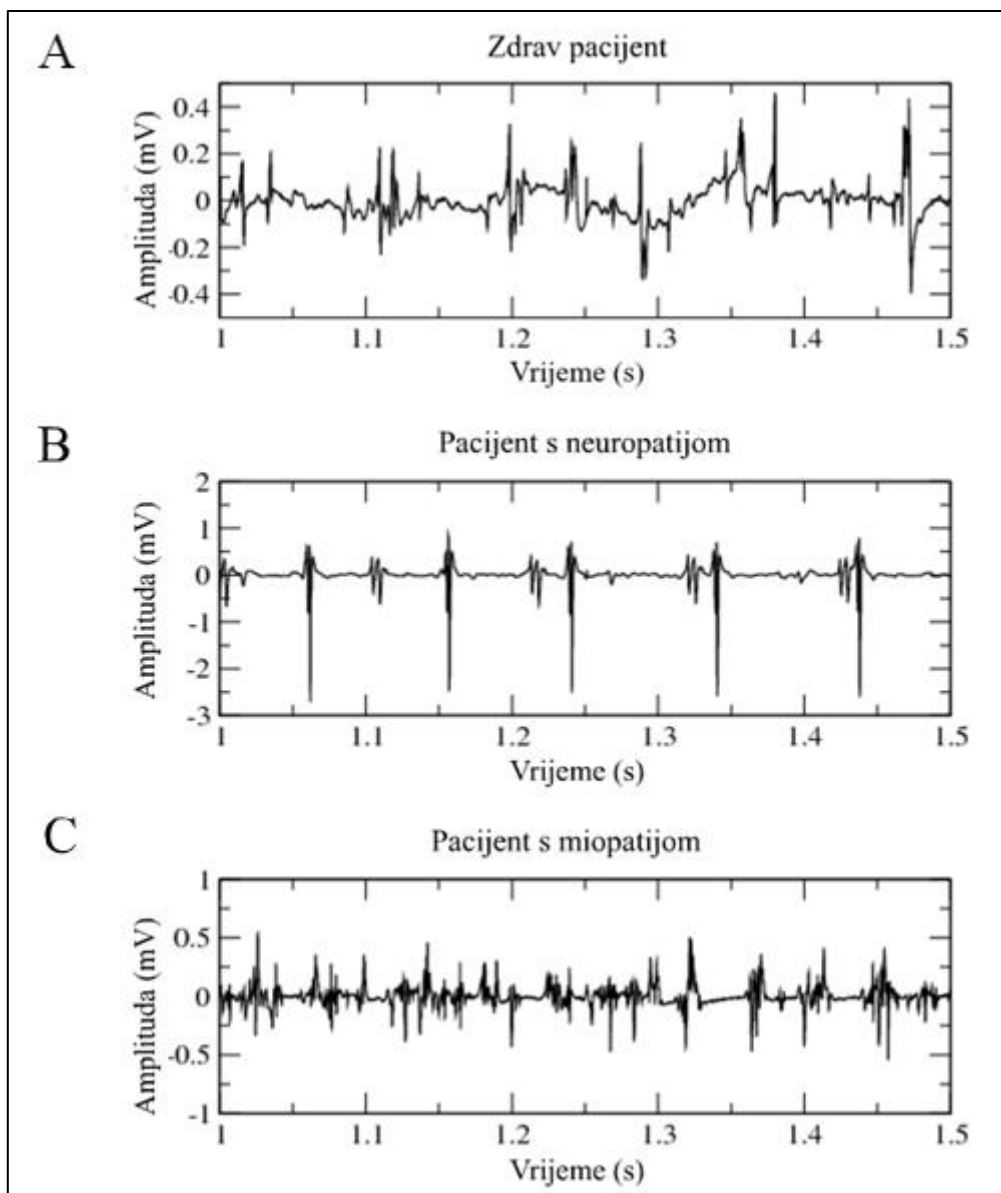 A
Zdrav pacijent
Amplituda (mV)
0.4
0.2
0
-0.2
-0.4
1 1.1 1.2 1.3 1.4 1.5
Vrijeme (s)
B
Pacijent s neuropatijom
Amplituda (mV)
2
1
0
-1
-2
-3
1 1.1 1.2 1.3 1.4 1.5
Vrijeme (s)
C
Pacijent s miopatijom
Amplituda (mV)
1
0.5
0
-0.5
-1
1 1.1 1.2 1.3 1.4 1.5
Vrijeme (s)